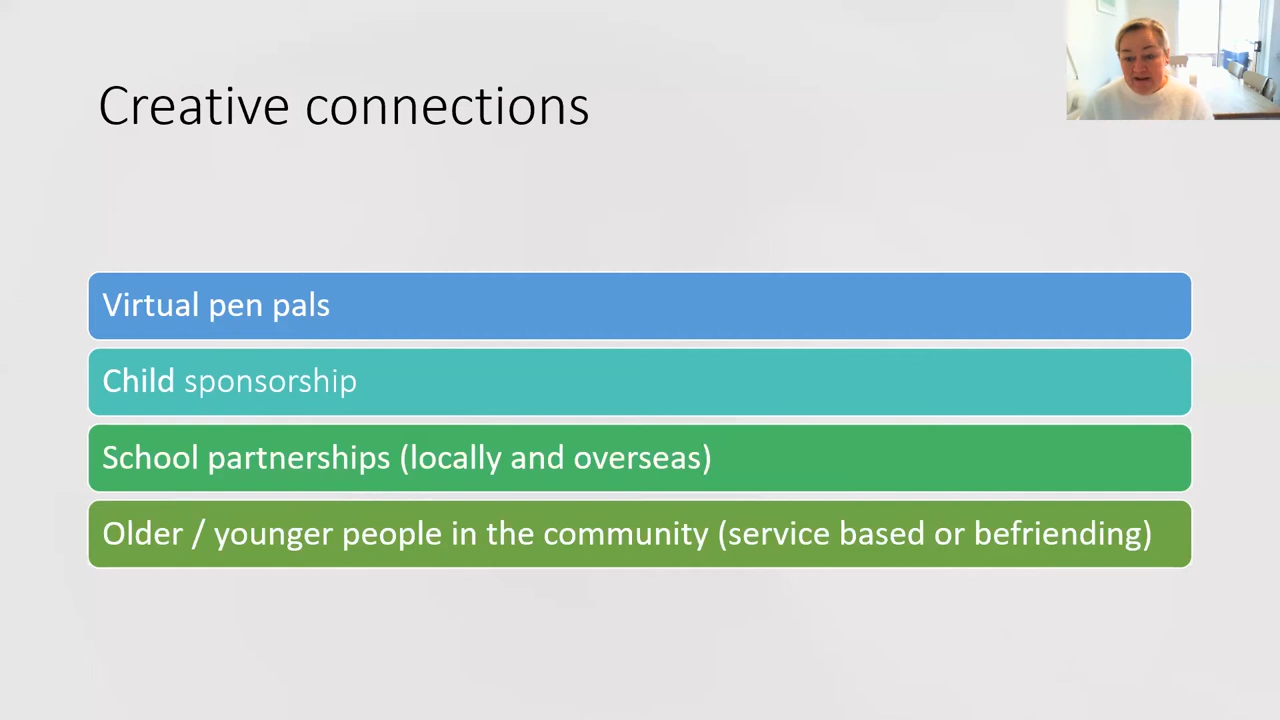 Creative connections
Virtual pen pals
Child sponsorship
School partnerships (locally and overseas)
Older / younger people in the community (service based or befriending)